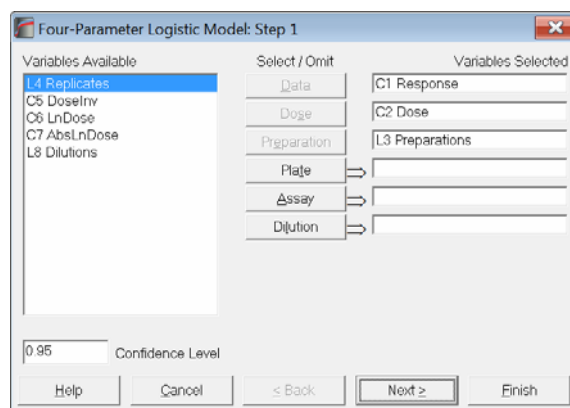 Four-Parameter Logistic Model: Step 1
Variables Available
Select / Omit
Variables Selected
L4 Replicates
C5 DoseInv
C6 LnDose
C7 AbsLnDose
L8 Dilutions
Data
C1 Response
Dose
C2 Dose
Preparation
L3 Preparations
Plate
Assay
Dilution
0.95 Confidence Level
Help Cancel < Back Next > Finish